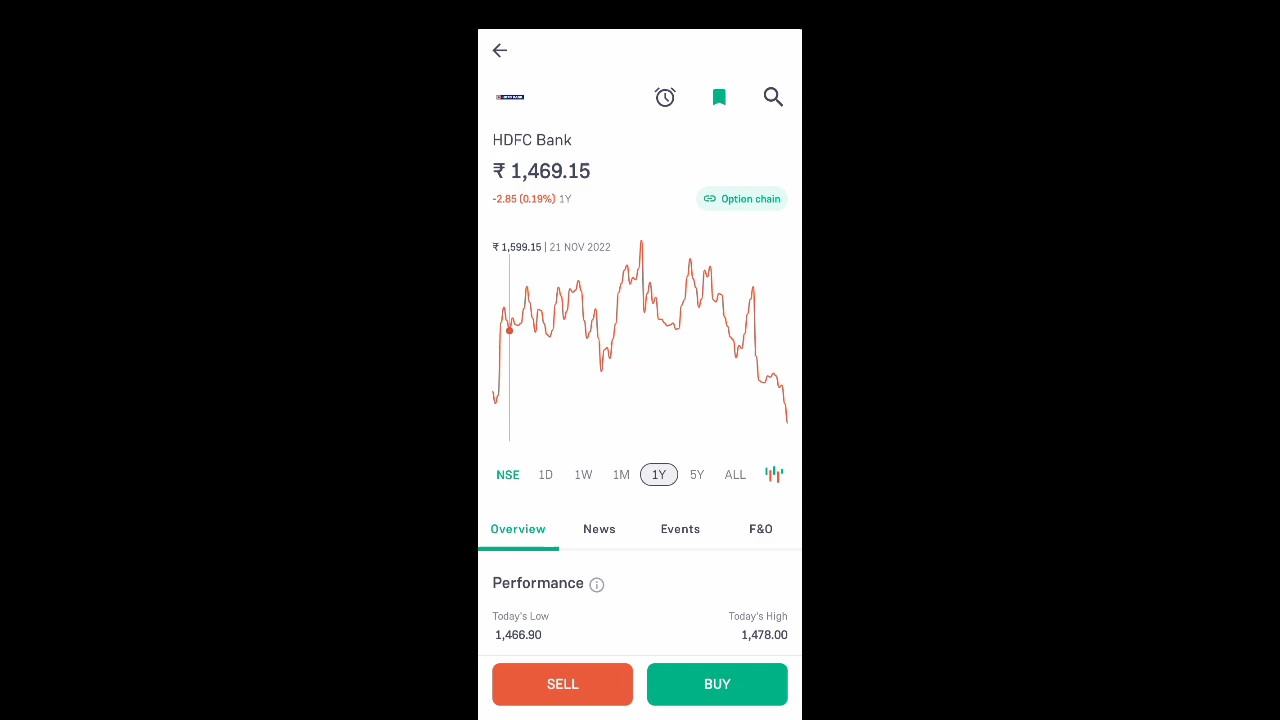 HDFC BANK
HDFC Bank
₹ 1,469.15
-2.85 (0.19%) 1Y
Option chain
₹ 1,599.15 | 21 NOV 2022
NSE 1D 1W 1M 1Y 5Y ALL
Overview News Events F&O
Performance
Today's Low Today's High
1,466.90 1,478.00
SELL BUY